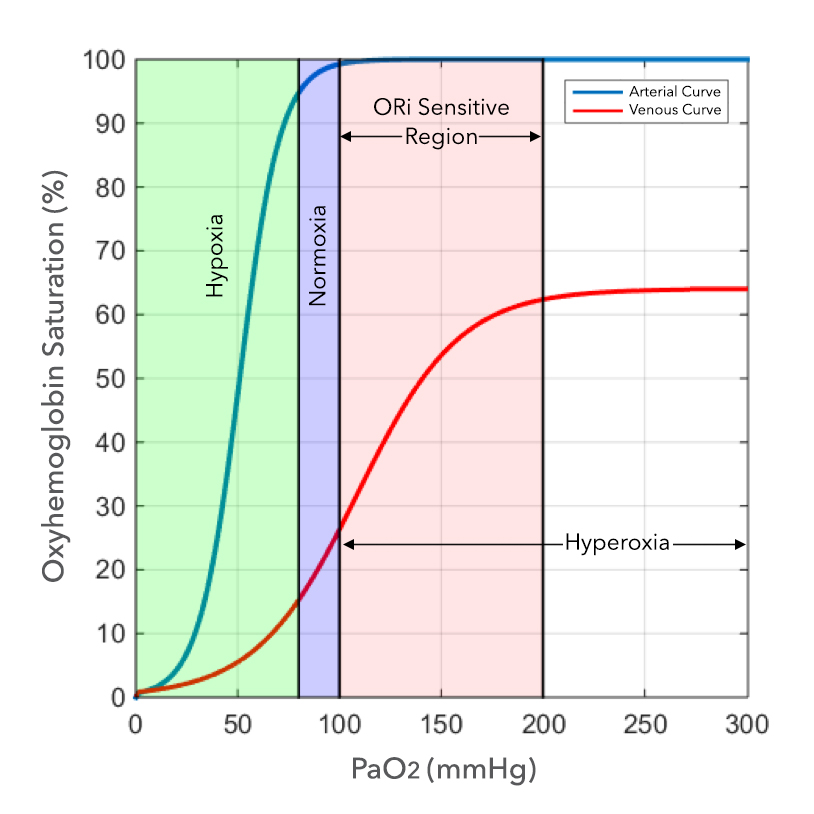 100
90
80
70
60
50
40
30
20
10
0
Oxyhemoglobin Saturation (%)
Hypoxia
Normoxia
ORi Sensitive
Region
Arterial Curve
Venous Curve
Hyperoxia
0 50 100 150 200 250 300
PaO2 (mmHg)